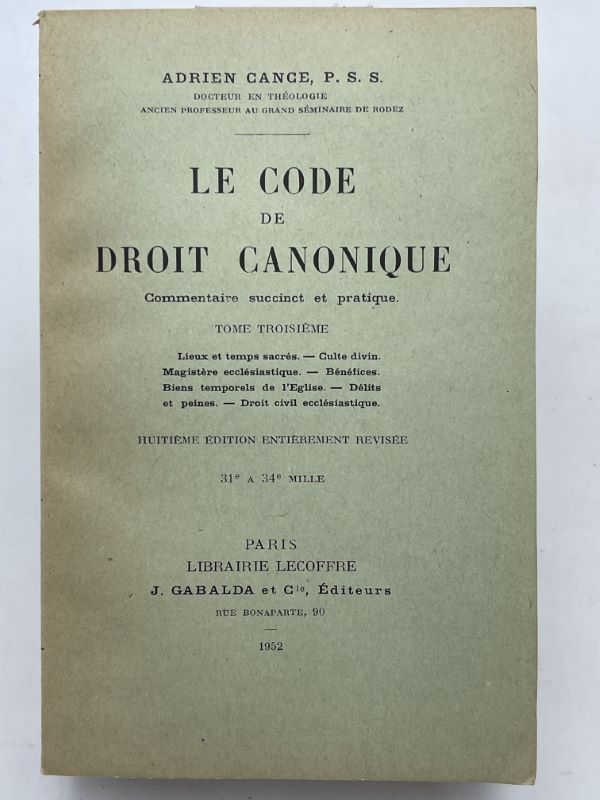 ADRIEN CANCE, P. S. S.
DOCTEUR EN THÉOLOGIE
ANCIEN PROFESSEUR AU GRAND SÉMINAIRE DE RODEZ
LE CODE
DE
DROIT CANONIQUE
Commentaire succinct et pratique.
TOME TROISIÈME
Lieux et temps sacrés. — Culte divin.
Magistère ecclésiastique. — Bénéfices.
Biens temporels de l'Eglise. — Délits
et peines. — Droit civil ecclésiastique.
HUITIÈME ÉDITION ENTIÈREMENT REVISÉE
31e A 34e MILLE
PARIS
LIBRAIRIE LECOFFRE
J. GABALDA et Cie, Éditeurs
RUE BONAPARTE, 90
1952